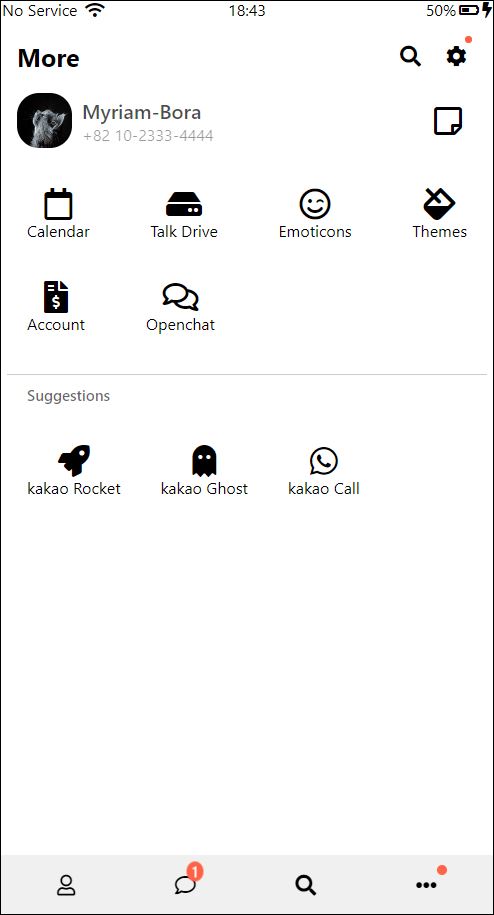 No Service 18:43 50%
More
Myriam-Bora
+82 10-2333-4444
Calendar Talk Drive Emoticons Themes
Account Openchat
Suggestions
kakao Rocket kakao Ghost kakao Call
1